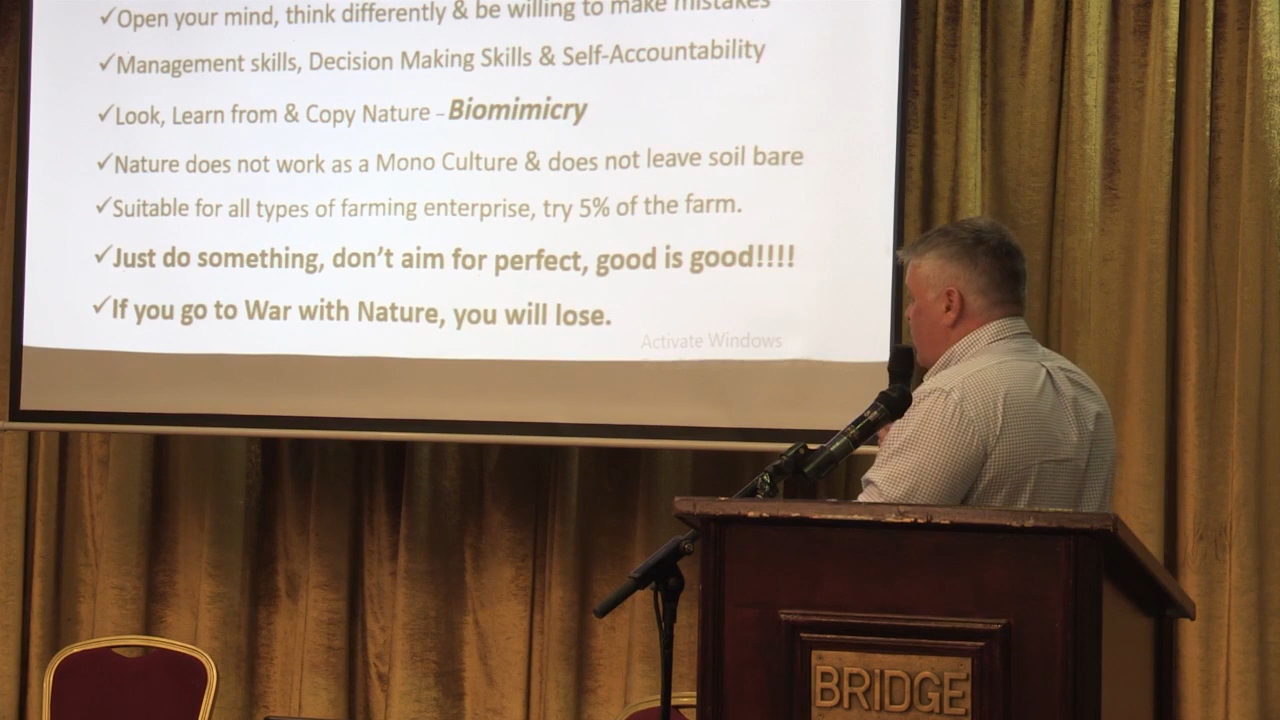 ✓Open your mind, think differently & be willing to make mistakes
✓Management skills, Decision Making Skills & Self-Accountability
✓Look, Learn from & Copy Nature – Biomimicry
✓Nature does not work as a Mono Culture & does not leave soil bare
✓Suitable for all types of farming enterprise, try 5% of the farm.
✓Just do something, don't aim for perfect, good is good!!!!
✓If you go to War with Nature, you will lose.
Activate Windows
BRIDGE